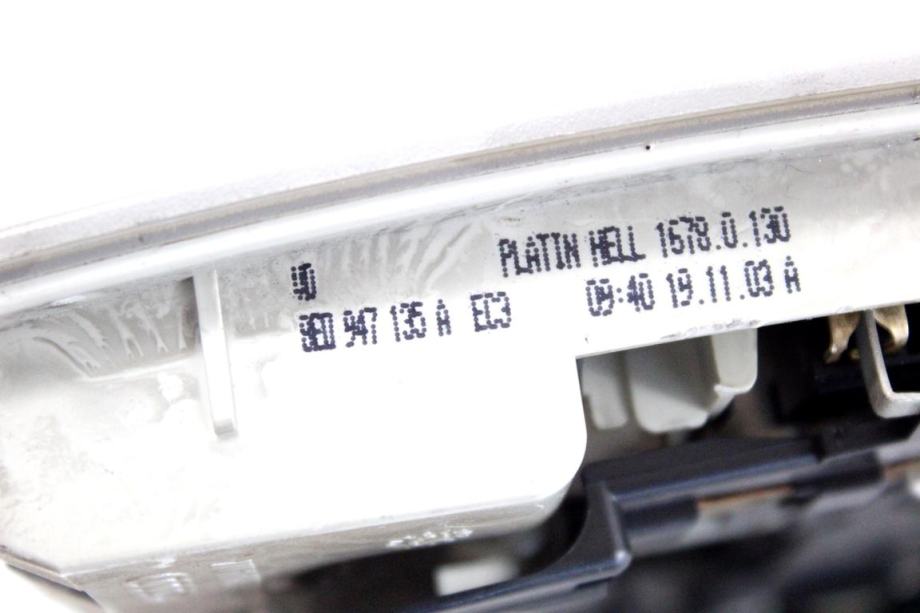 PLATIN HELL 1678.0.130
8E0 947 135 A EC3
09:40 19.11.03 A